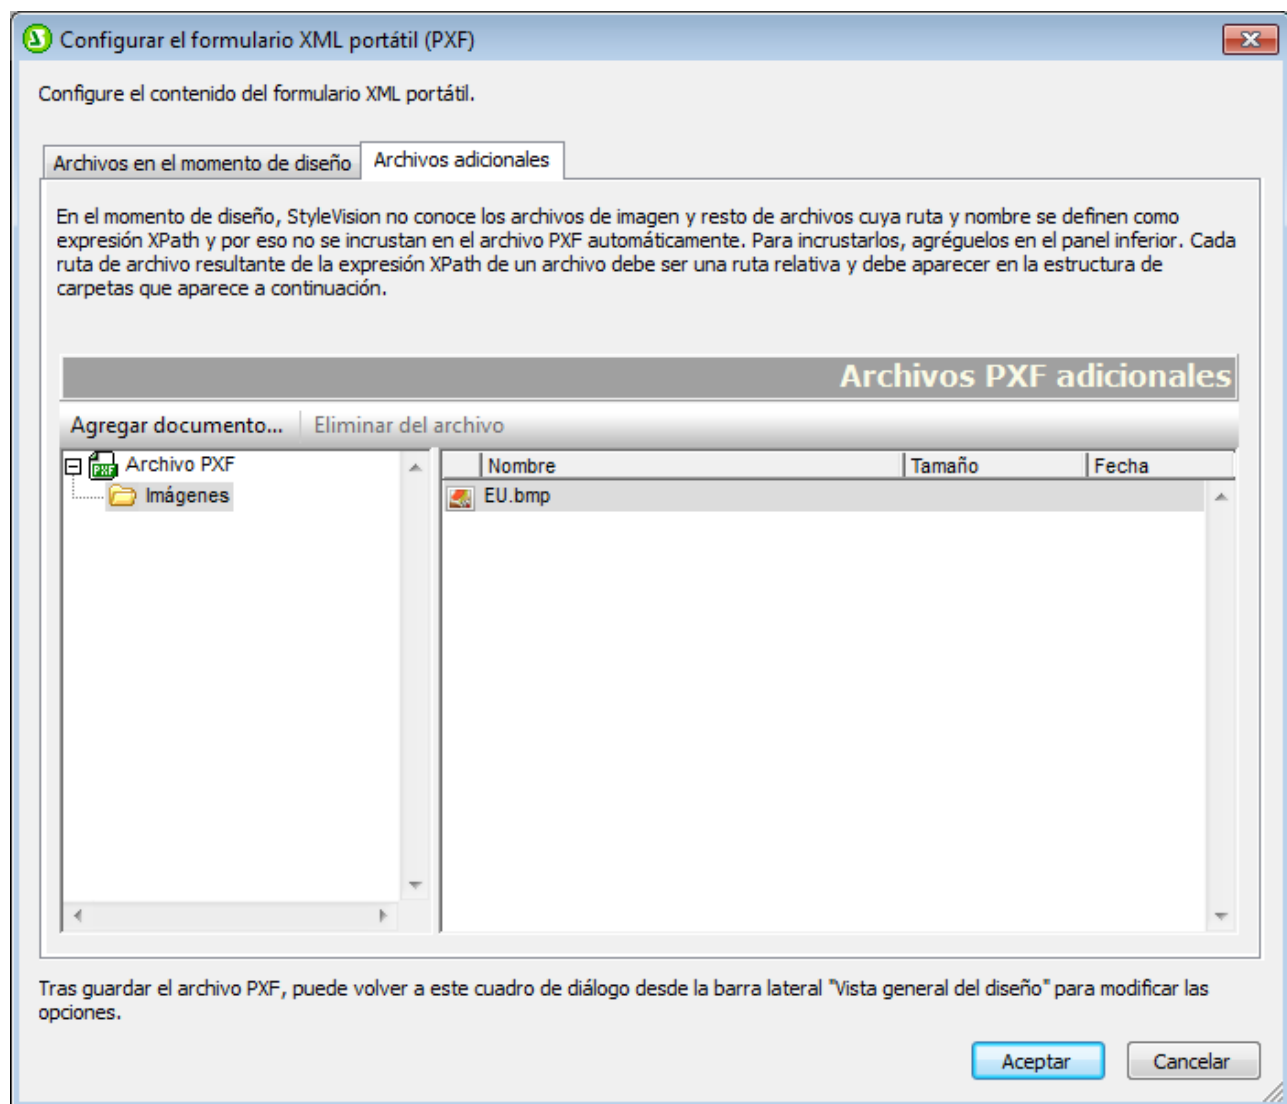 Configurar el formulario XML portátil (PXF)
Configure el contenido del formulario XML portátil.
Archivos en el momento de diseño
Archivos adicionales
En el momento de diseño, StyleVision no conoce los archivos de imagen y resto de archivos cuya ruta y nombre se definen como
expresión XPath y por eso no se incrustan en el archivo PXF automáticamente. Para incrustarlos, agréguelos en el panel inferior. Cada
ruta de archivo resultante de la expresión XPath de un archivo debe ser una ruta relativa y debe aparecer en la estructura de
carpetas que aparece a continuación.
Archivos PXF adicionales
Agregar documento... Eliminar del archivo
PXF Archivo PXF
Imágenes
Nombre Tamaño Fecha
EU.bmp
Tras guardar el archivo PXF, puede volver a este cuadro de diálogo desde la barra lateral "Vista general del diseño" para modificar las
opciones.
Aceptar Cancelar